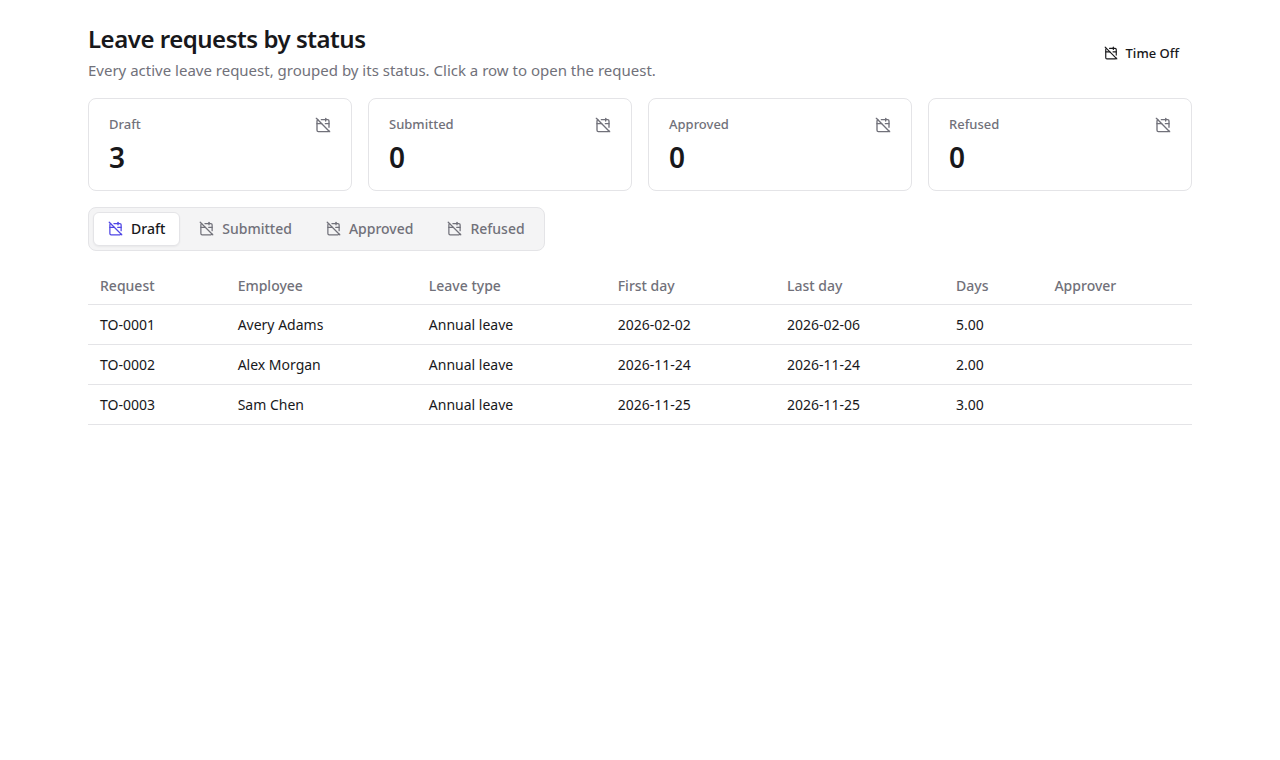 Leave requests by status
Time Off
Every active leave request, grouped by its status. Click a row to open the request.
Draft Submitted Approved Refused
3 0 0 0
Draft Submitted Approved Refused
Request Employee Leave type First day Last day Days Approver
TO-0001 Avery Adams Annual leave 2026-02-02 2026-02-06 5.00
TO-0002 Alex Morgan Annual leave 2026-11-24 2026-11-24 2.00
TO-0003 Sam Chen Annual leave 2026-11-25 2026-11-25 3.00